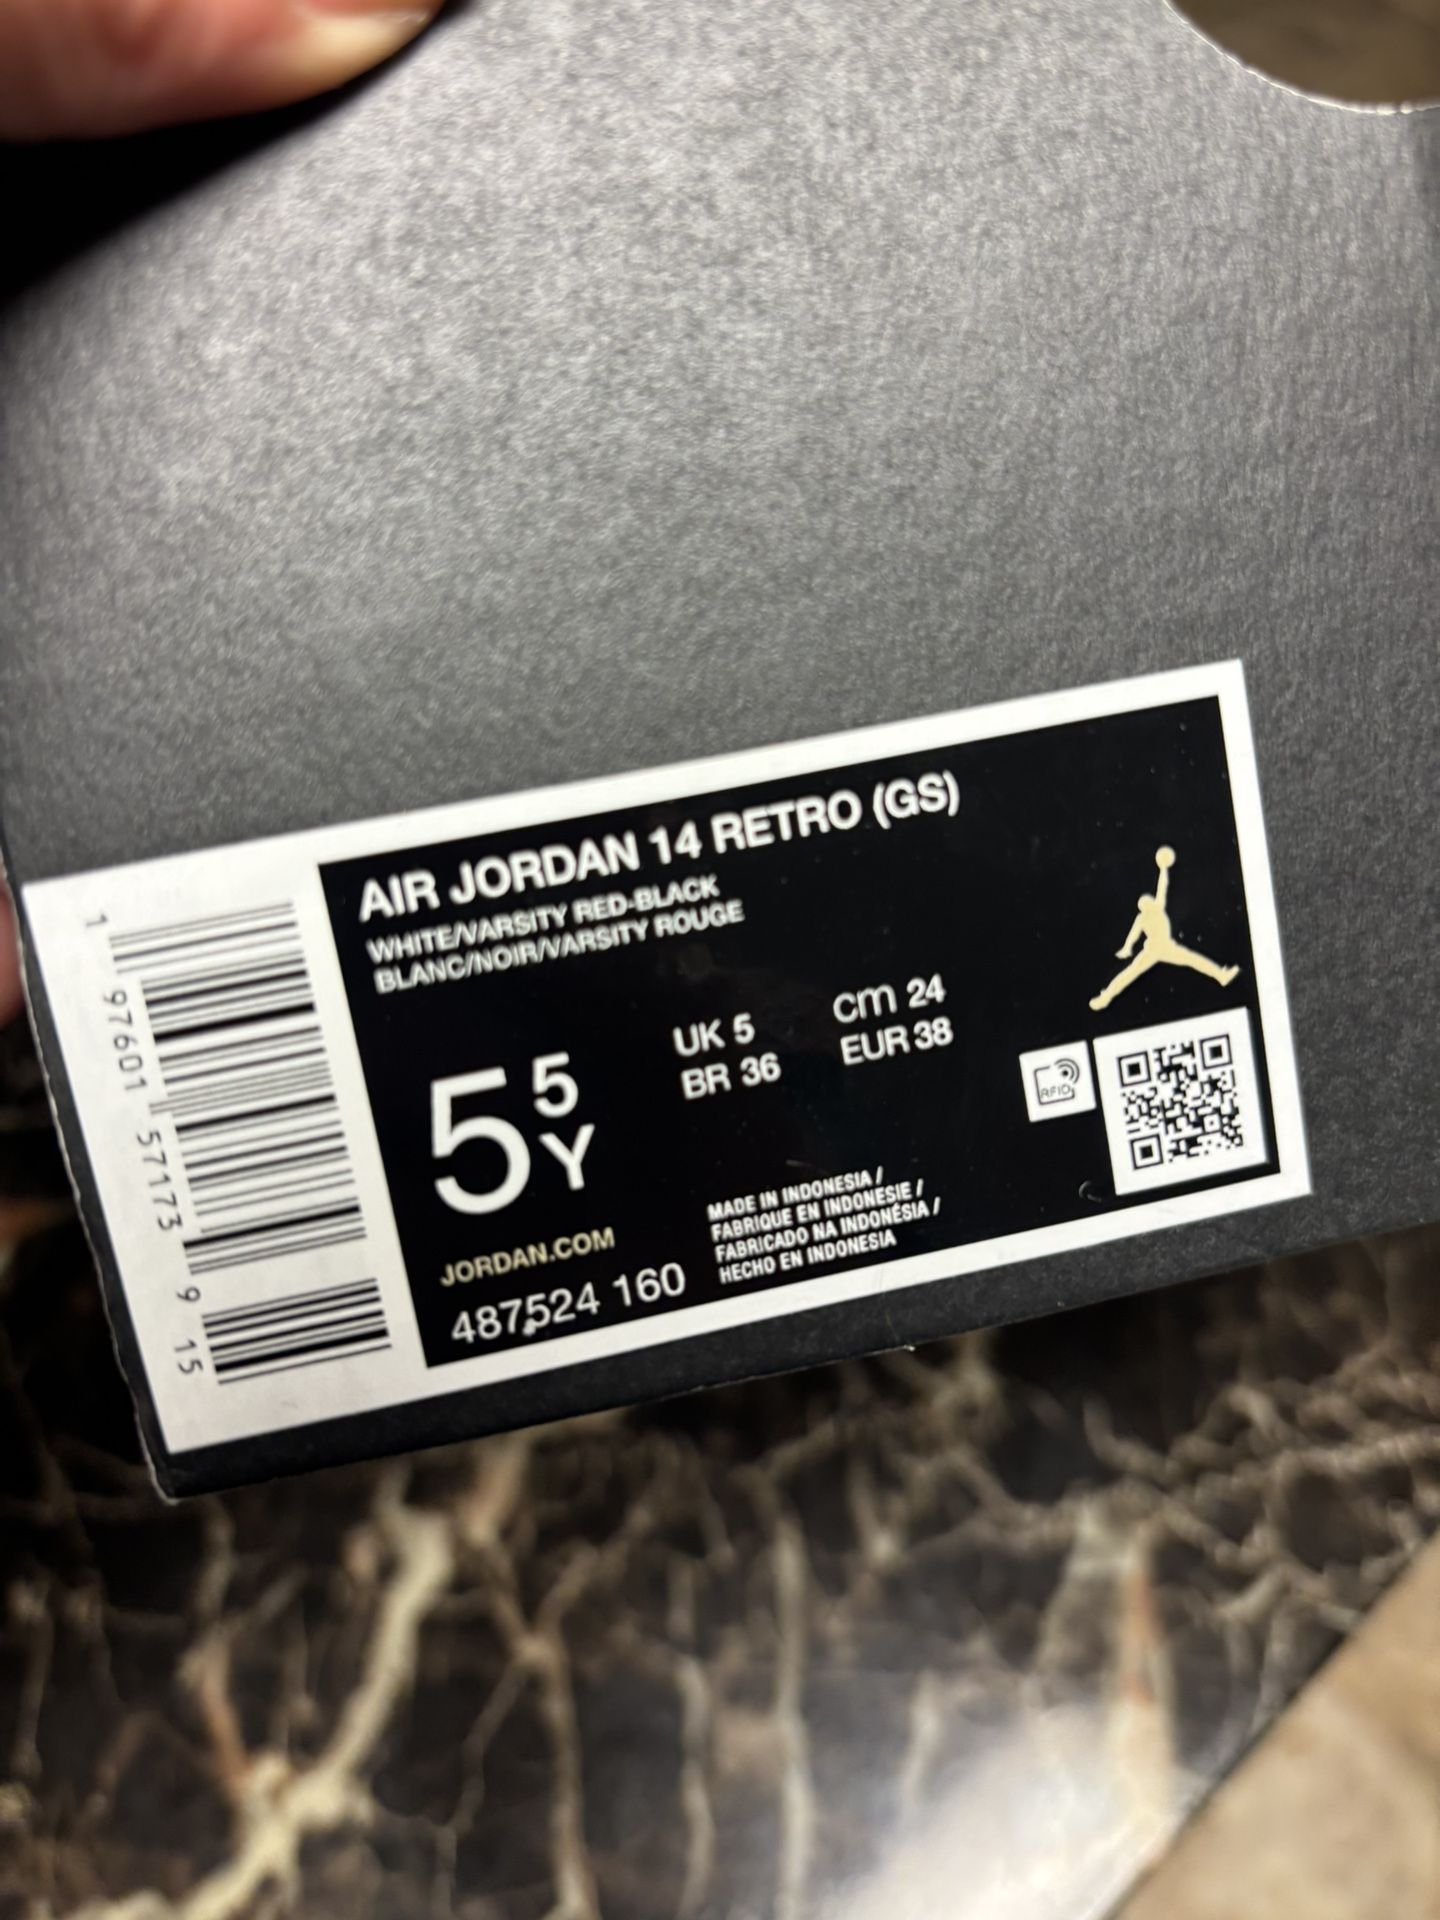 AIR JORDAN 14 RETRO (GS)
WHITE/VARSITY RED-BLACK
BLANC/NOIR/VARSITY ROUGE
5 5 Y
UK 5 cm 24
BR 36 EUR 38
RFID
MADE IN INDONESIA /
FABRIQUE EN INDONESIE /
FABRICADO NA INDONÉSIA /
HECHO EN INDONESIA
JORDAN.COM
487524 160
1 97601 57173 9 15